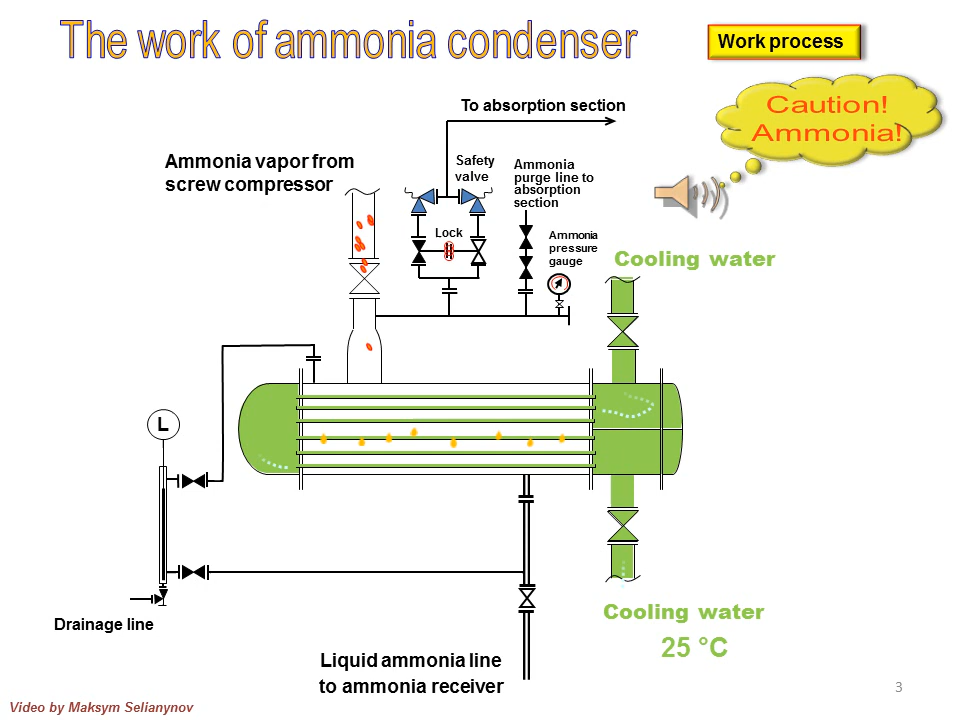 The work of ammonia condenser
Work process
Caution!
Ammonia!
To absorption section
Ammonia vapor from
screw compressor
Safety
valve
Ammonia
purge line to
absorption
section
Lock
Ammonia
pressure
gauge
Cooling water
L
Drainage line
Cooling water
25 °C
Liquid ammonia line
to ammonia receiver
3
Video by Maksym Selianynov